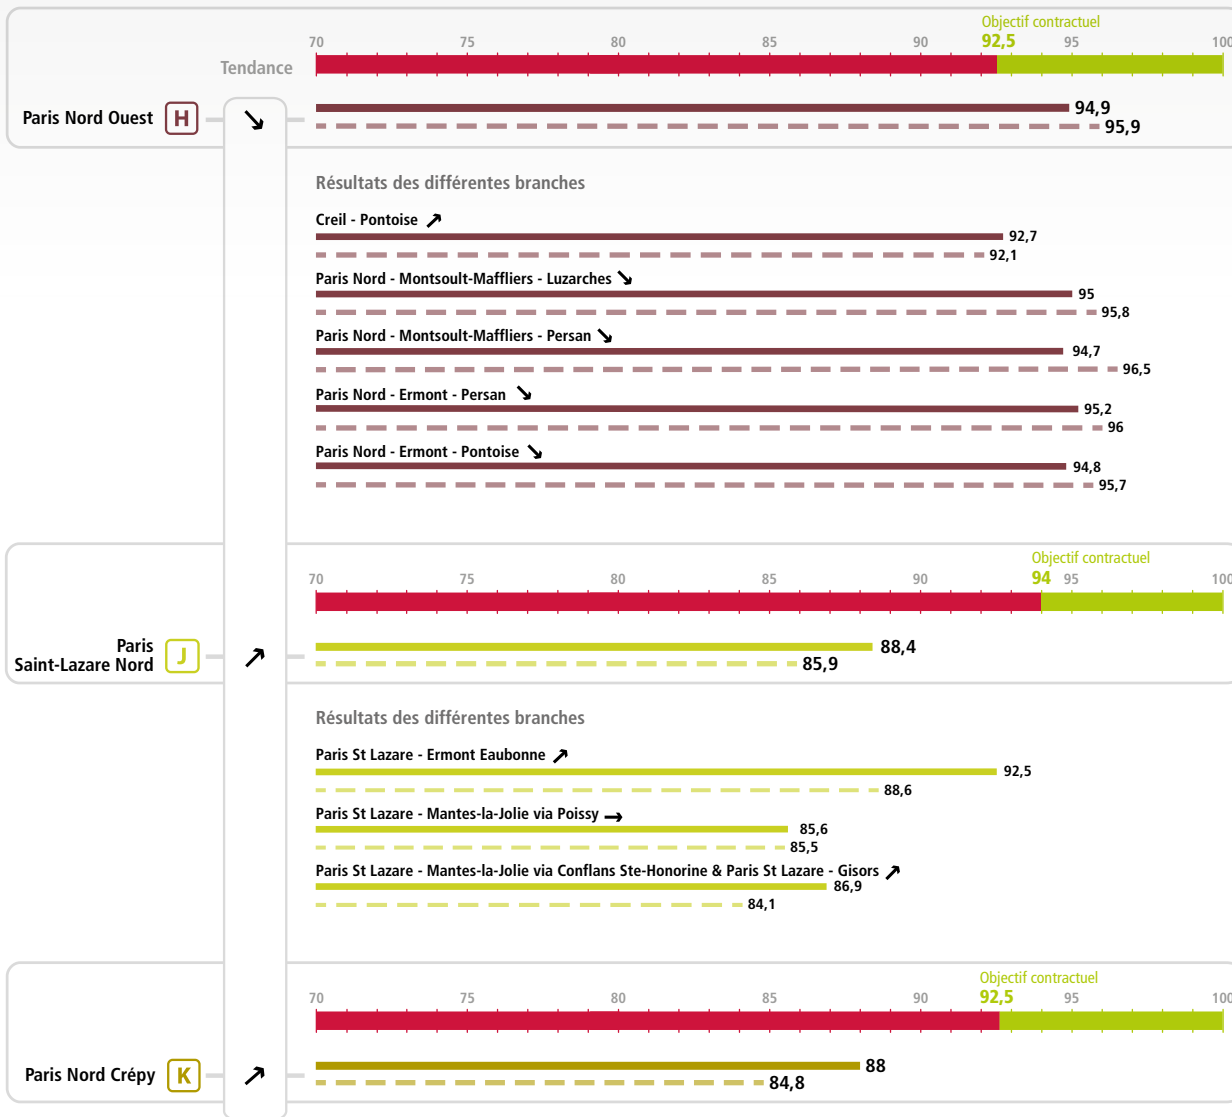 Objectif contractuel
70 75 80 85 90 92,5 95 100
Tendance
Paris Nord Ouest H
94,9
95,9
Résultats des différentes branches
Creil - Pontoise
92,7
92,1
Paris Nord - Montsoult-Maffliers - Luzarches
95
95,8
Paris Nord - Montsoult-Maffliers - Persan
94,7
96,5
Paris Nord - Ermont - Persan
95,2
96
Paris Nord - Ermont - Pontoise
94,8
95,7
Objectif contractuel
70 75 80 85 90 94 95 100
Paris
Saint-Lazare Nord J
88,4
85,9
Résultats des différentes branches
Paris St Lazare - Ermont Eaubonne
92,5
88,6
Paris St Lazare - Mantes-la-Jolie via Poissy
85,6
85,5
Paris St Lazare - Mantes-la-Jolie via Conflans Ste-Honorine & Paris St Lazare - Gisors
86,9
84,1
Objectif contractuel
70 75 80 85 90 92,5 95 100
Paris Nord Crépy K
88
84,8